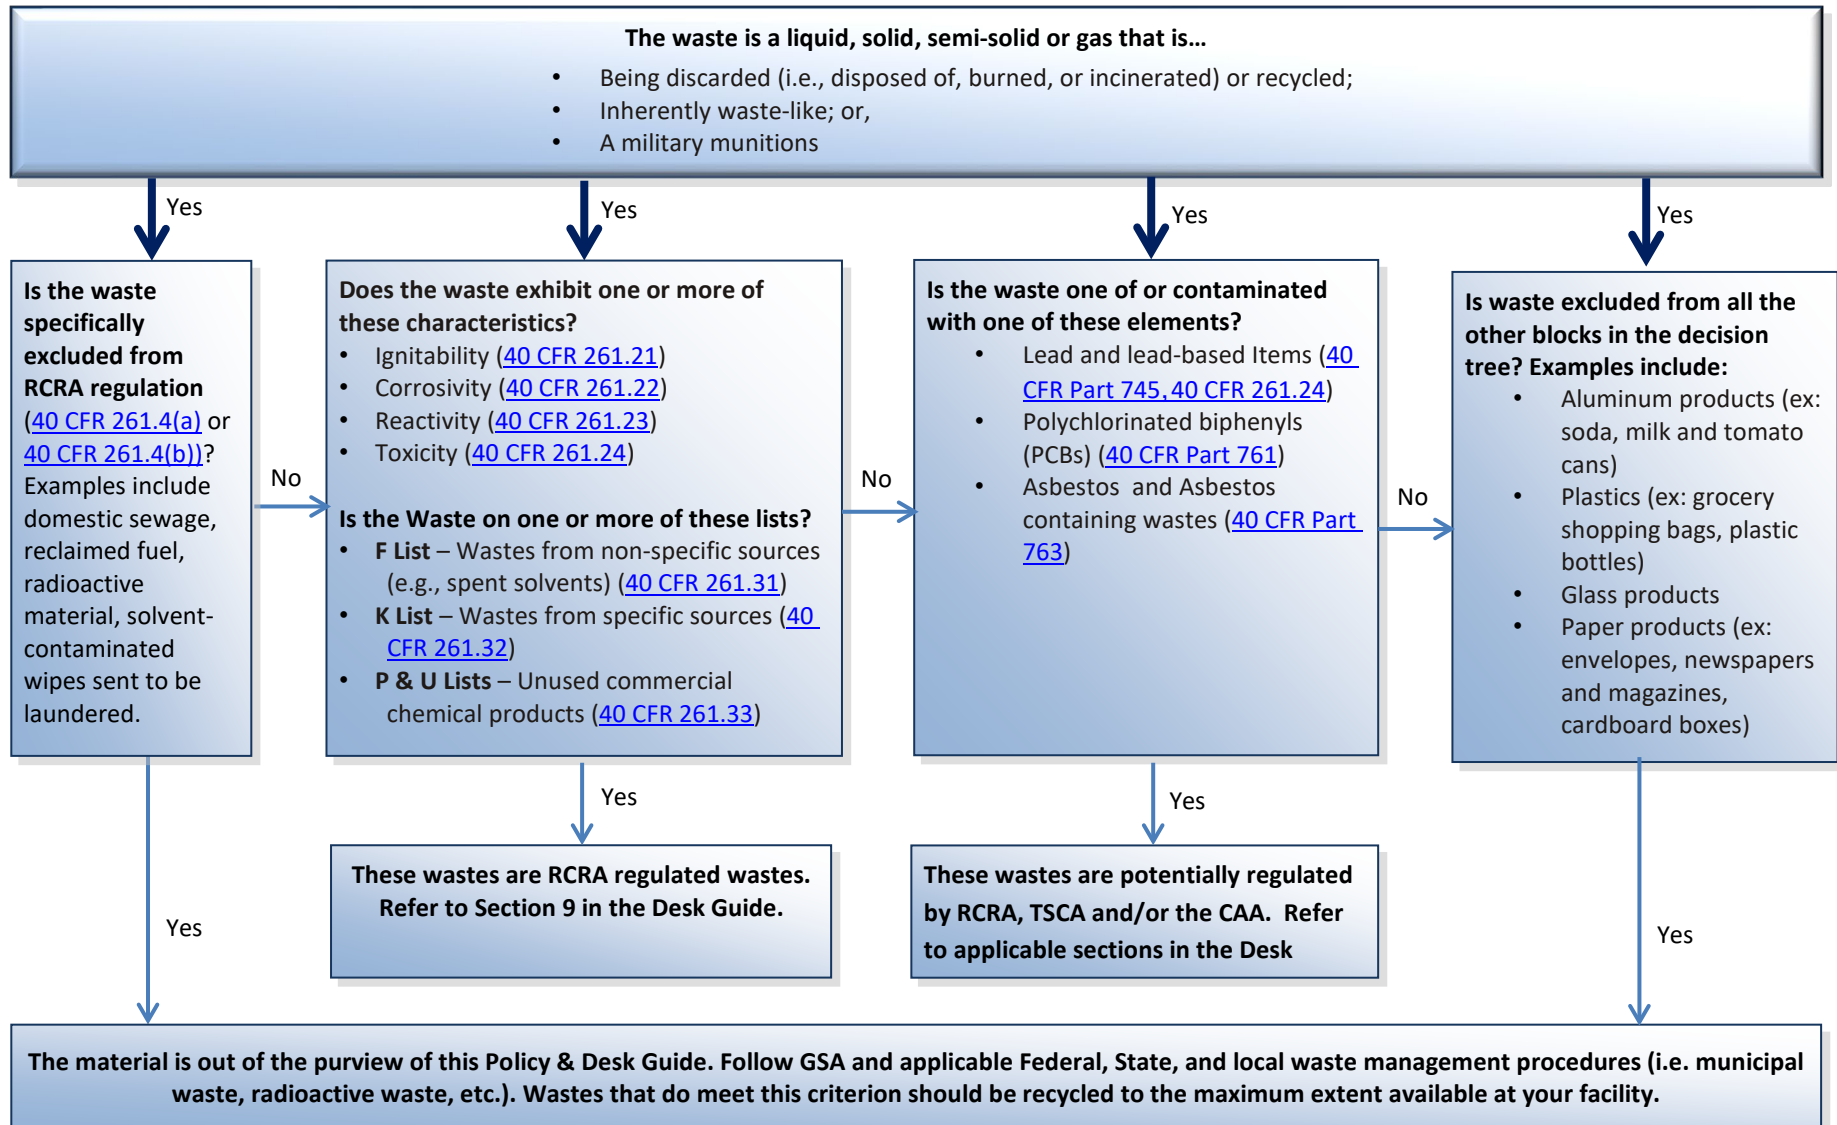 The waste is a liquid, solid, semi-solid or gas that is…
• Being discarded (i.e., disposed of, burned, or incinerated) or recycled;
• Inherently waste-like; or,
• A military munitions
Yes
Yes
Yes
Yes
Is the waste
specifically
excluded from
RCRA regulation
(40 CFR 261.4(a) or
40 CFR 261.4(b))?
Examples include
domestic sewage,
reclaimed fuel,
radioactive
material, solvent-
contaminated
wipes sent to be
laundered.
No
Does the waste exhibit one or more of
these characteristics?
• Ignitability (40 CFR 261.21)
• Corrosivity (40 CFR 261.22)
• Reactivity (40 CFR 261.23)
• Toxicity (40 CFR 261.24)
Is the Waste on one or more of these lists?
• F List – Wastes from non-specific sources
(e.g., spent solvents) (40 CFR 261.31)
• K List – Wastes from specific sources (40
CFR 261.32)
• P & U Lists – Unused commercial
chemical products (40 CFR 261.33)
No
Is the waste one of or contaminated
with one of these elements?
• Lead and lead-based Items (40
CFR Part 745, 40 CFR 261.24)
• Polychlorinated biphenyls
(PCBs) (40 CFR Part 761)
• Asbestos and Asbestos
containing wastes (40 CFR Part
763)
No
Is waste excluded from all the
other blocks in the decision
tree? Examples include:
• Aluminum products (ex:
soda, milk and tomato
cans)
• Plastics (ex: grocery
shopping bags, plastic
bottles)
• Glass products
• Paper products (ex:
envelopes, newspapers
and magazines,
cardboard boxes)
Yes
Yes
Yes
Yes
These wastes are RCRA regulated wastes.
Refer to Section 9 in the Desk Guide.
These wastes are potentially regulated
by RCRA, TSCA and/or the CAA. Refer
to applicable sections in the Desk
The material is out of the purview of this Policy & Desk Guide. Follow GSA and applicable Federal, State, and local waste management procedures (i.e. municipal
waste, radioactive waste, etc.). Wastes that do meet this criterion should be recycled to the maximum extent available at your facility.